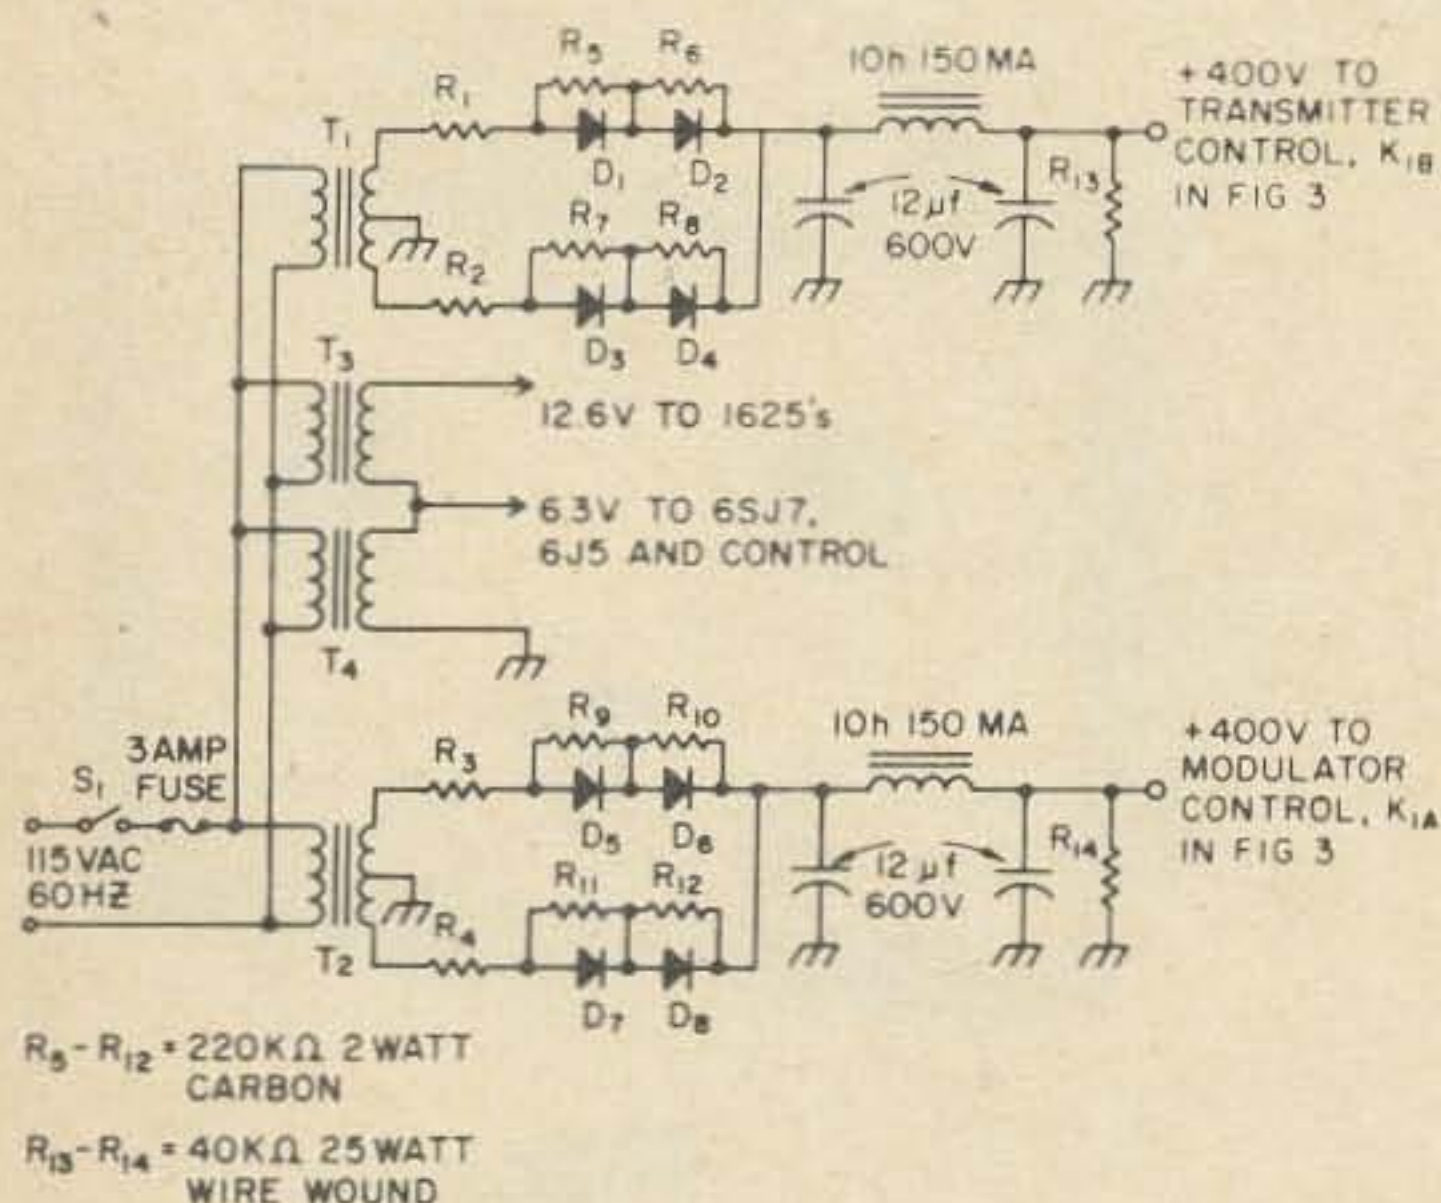 R5 R6
10h 150 MA
+400V TO
TRANSMITTER
CONTROL, K1B
IN FIG 3
R1
T1
D1 D2
R13
12µf
600V
R7 R8
R2
D3 D4
T3
12.6V TO 1625's
6.3V TO 6SJ7,
6J5 AND CONTROL
T4
R9 R10
10h 150 MA
+400V TO
MODULATOR
CONTROL, K1A
IN FIG 3
3 AMP
FUSE
S1
R3
115 VAC
60HZ
D5 D6
R14
12µf
600V
R11 R12
R4
T2
D7 D8
R5-R12 = 220KΩ 2 WATT
CARBON
R13-R14 = 40KΩ 25 WATT
WIRE WOUND